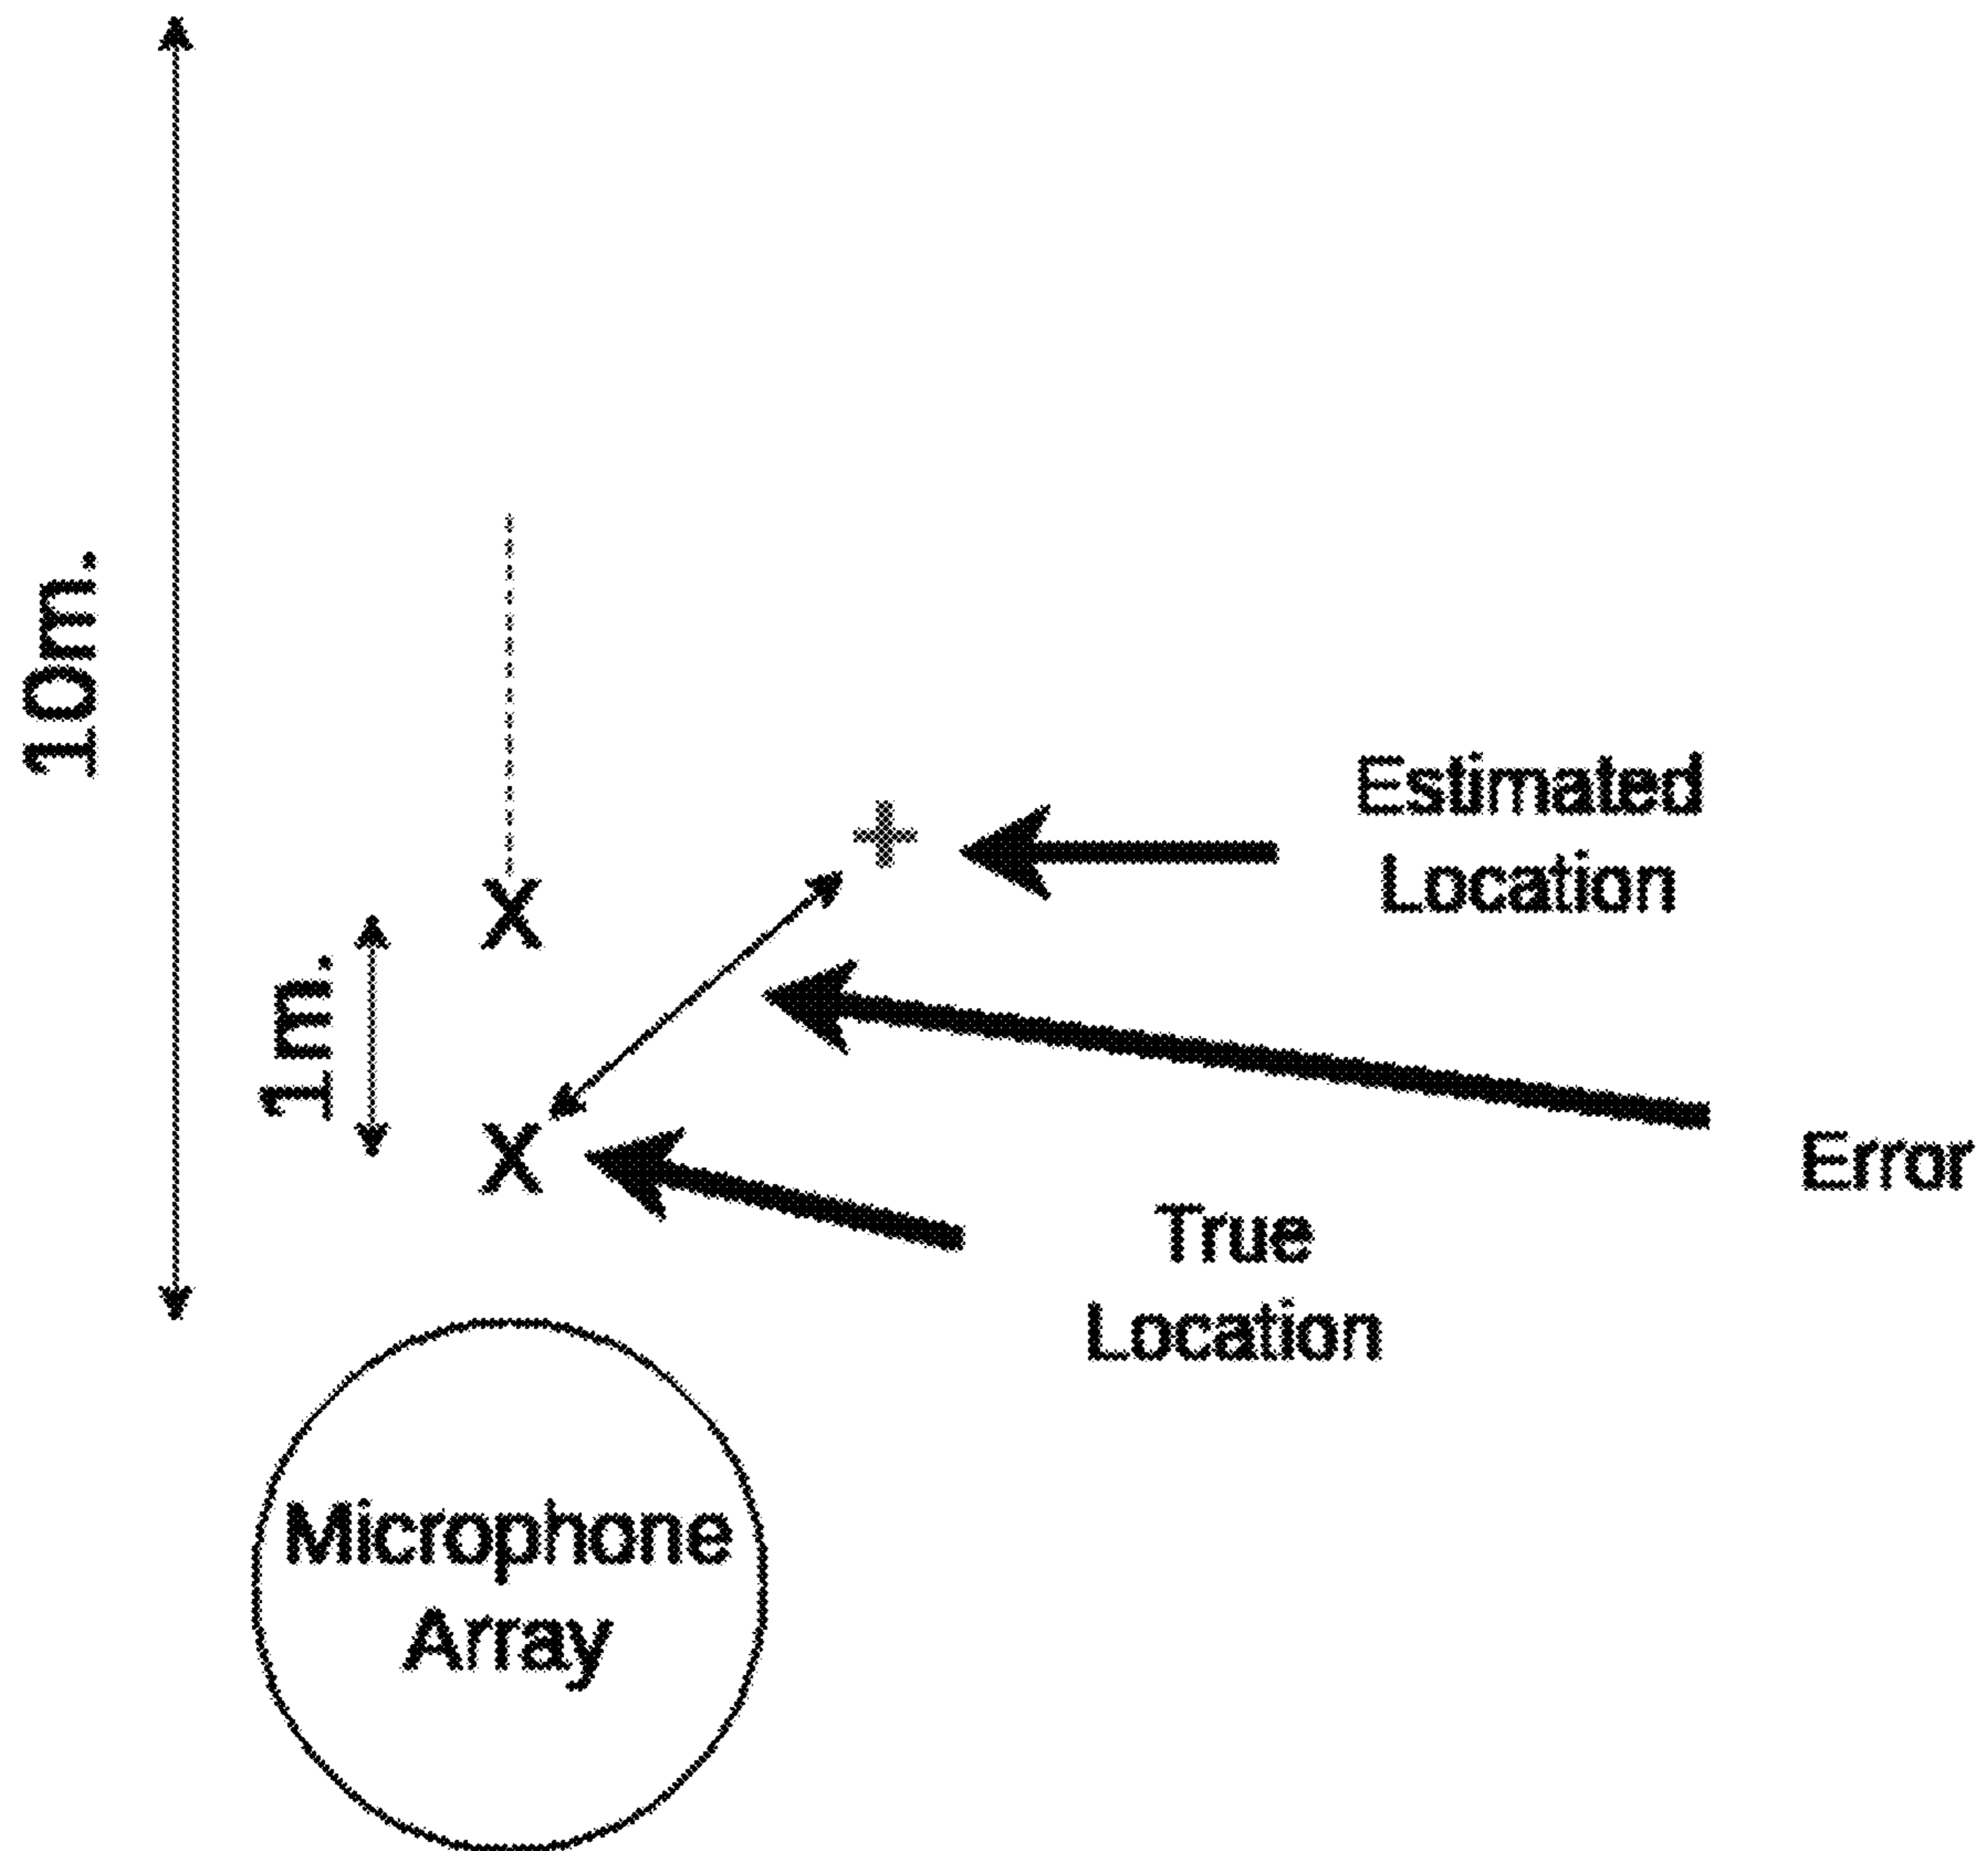 10m.
Estimated
Location
X
1m.
X
Error
True
Location
Microphone
Array